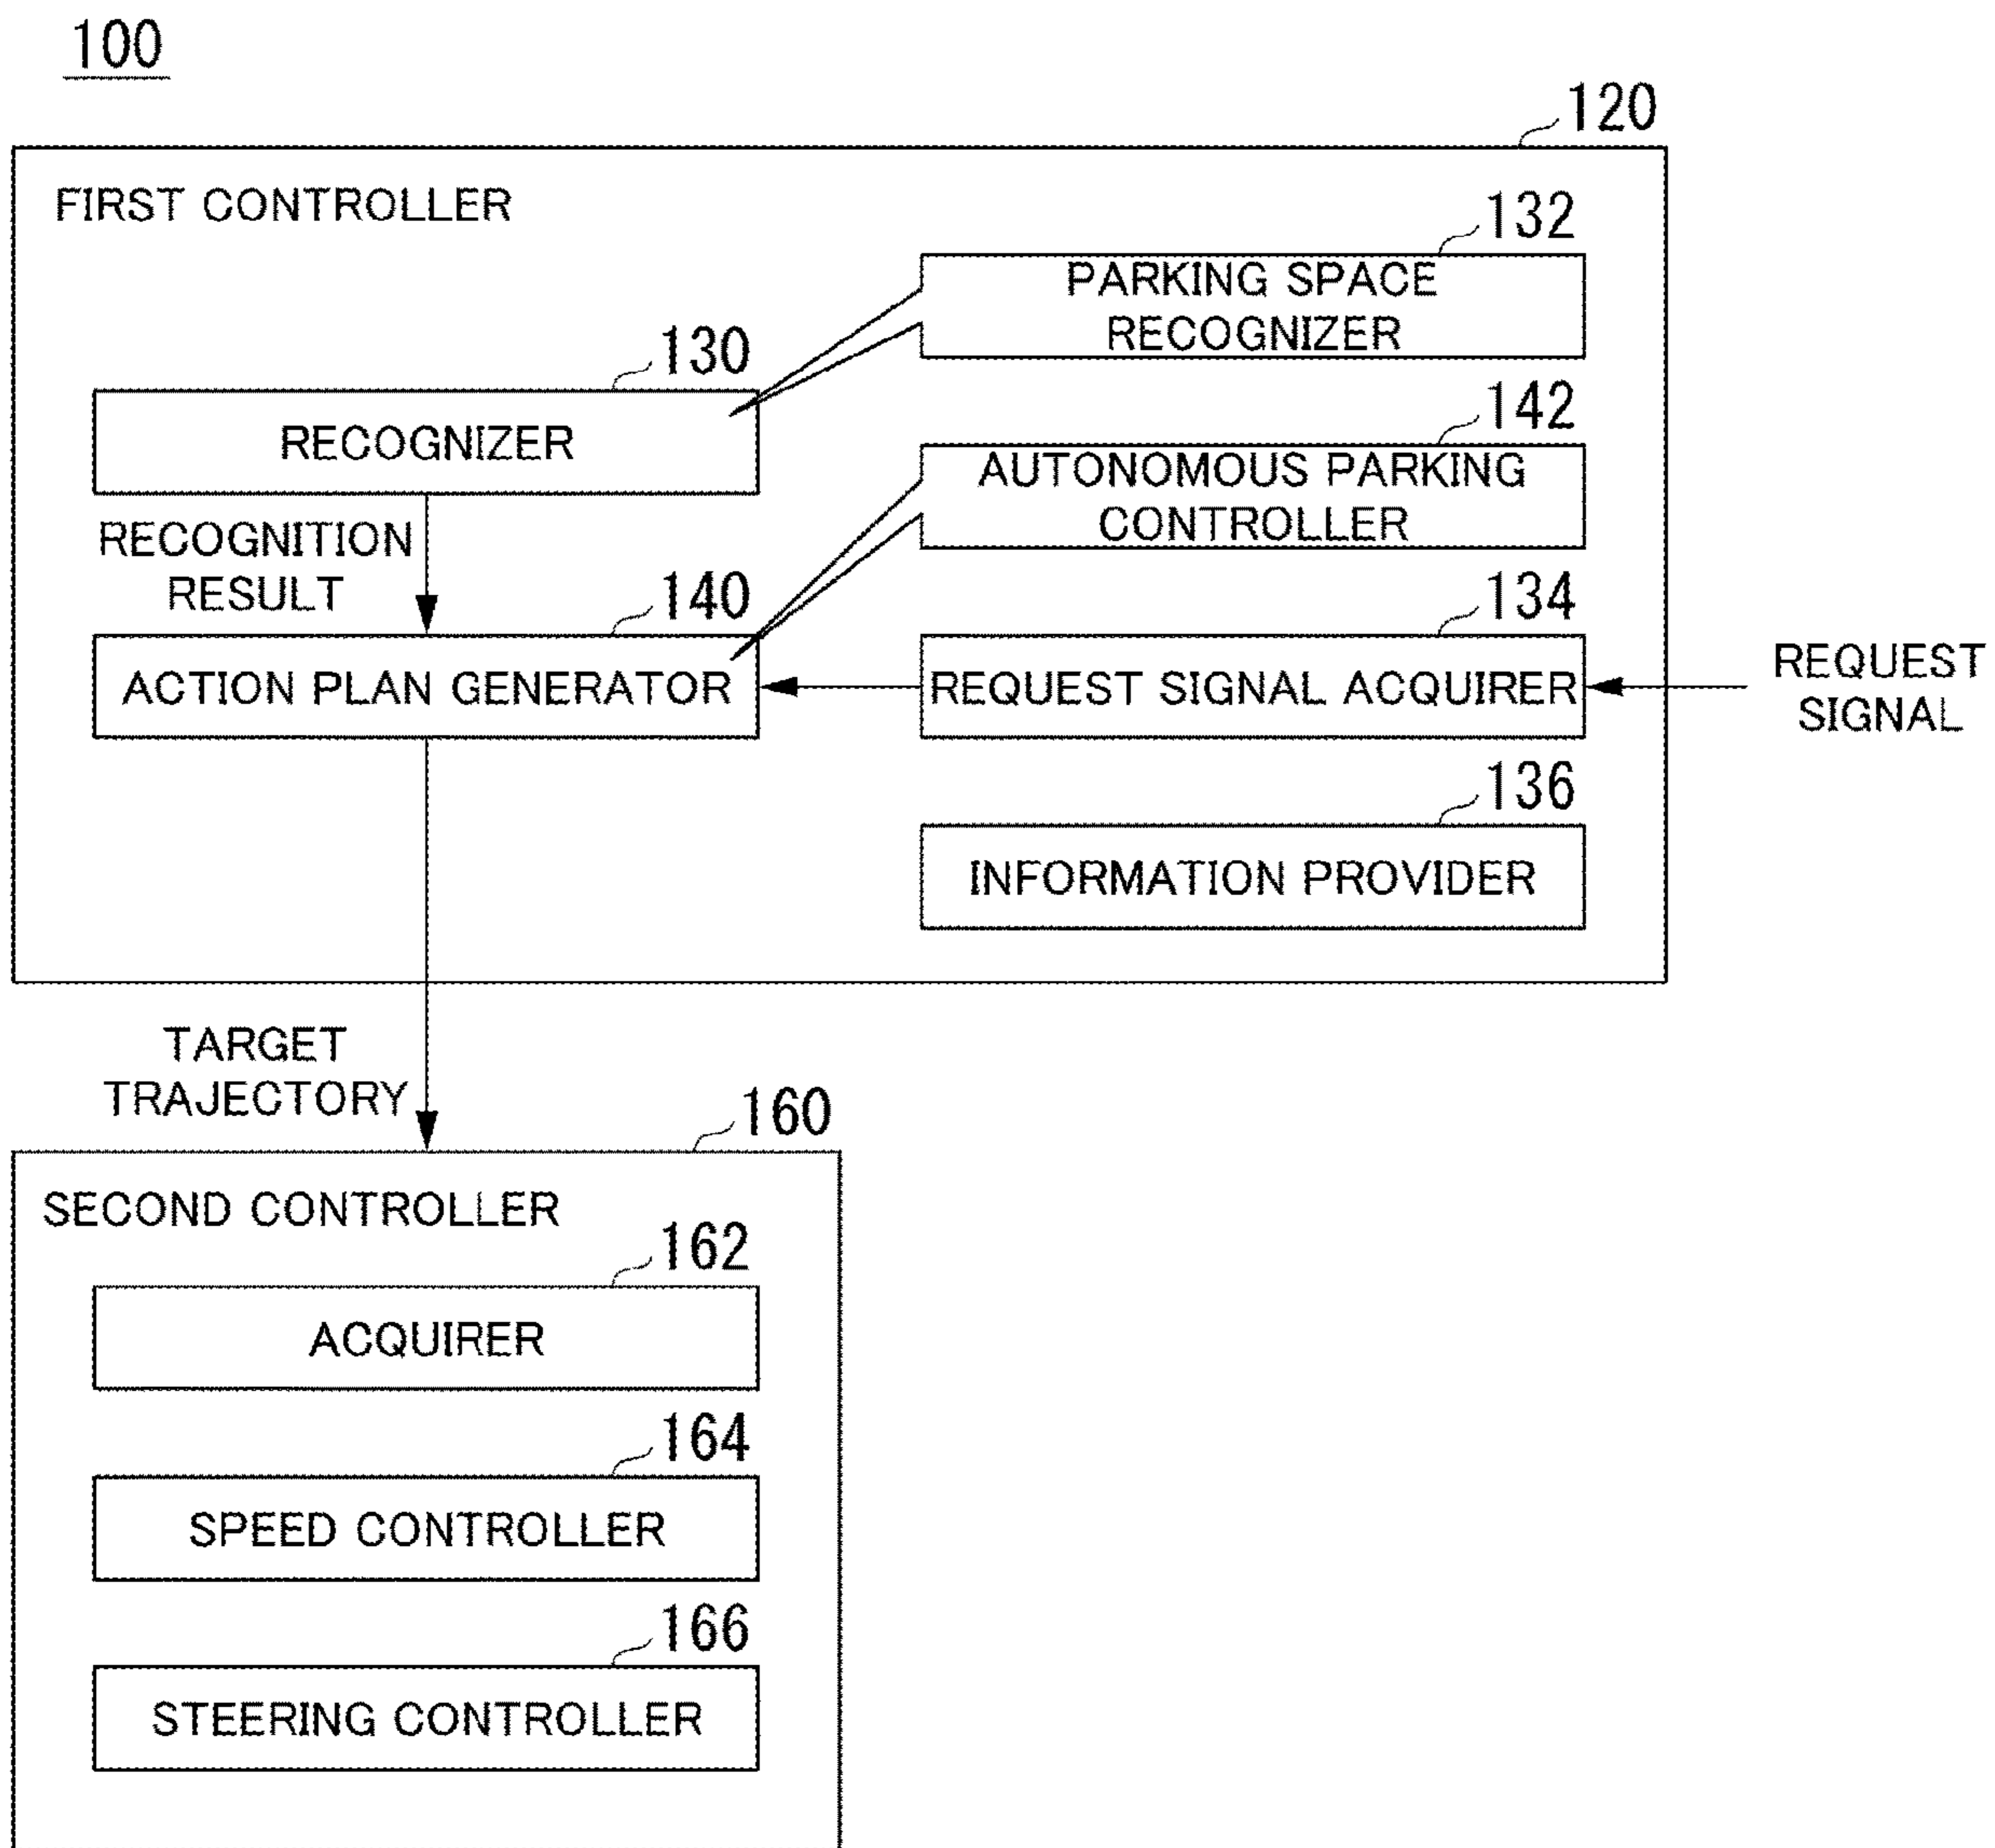 100
120
FIRST CONTROLLER
132
PARKING SPACE
RECOGNIZER
130
RECOGNIZER
142
AUTONOMOUS PARKING
CONTROLLER
RECOGNITION
RESULT
140
ACTION PLAN GENERATOR
134
REQUEST SIGNAL ACQUIRER
REQUEST
SIGNAL
136
INFORMATION PROVIDER
TARGET
TRAJECTORY
160
SECOND CONTROLLER
162
ACQUIRER
164
SPEED CONTROLLER
166
STEERING CONTROLLER